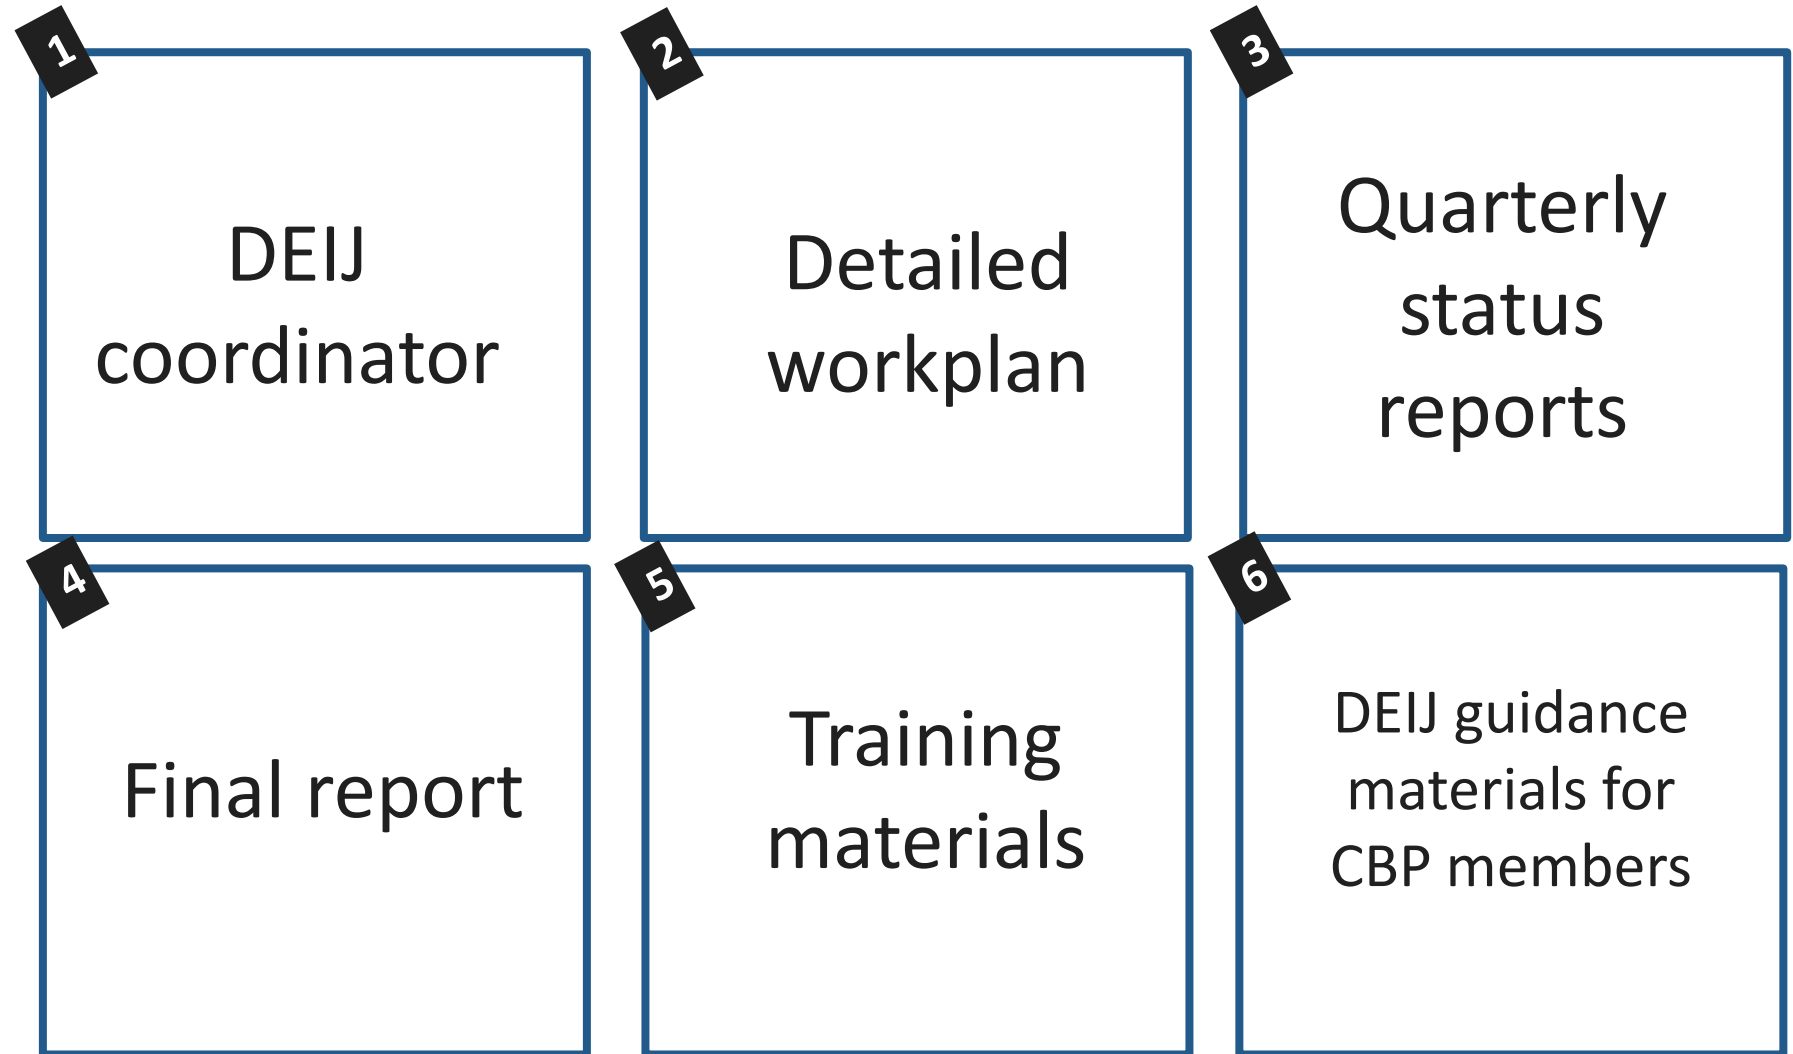 1
DEIJ
coordinator
2
Detailed
workplan
3
Quarterly
status
reports
4
Final report
5
Training
materials
6
DEIJ guidance
materials for
CBP members